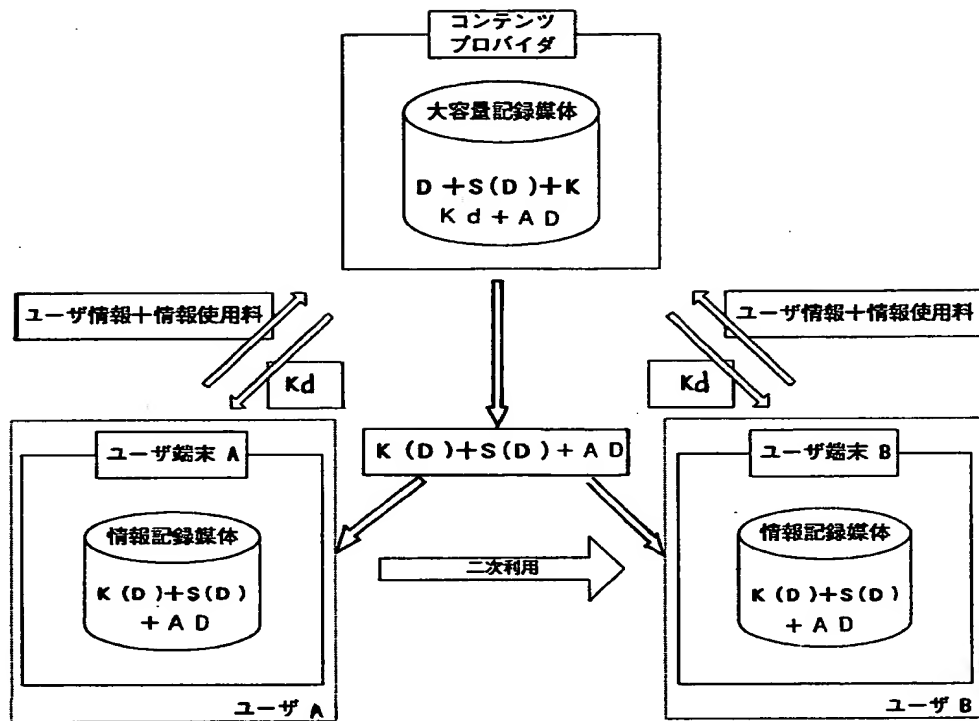 コンテンツ
プロバイダ
大容量記録媒体
D+S(D)+K
Kd+AD
ユーザ情報+情報使用料
ユーザ情報+情報使用料
Kd
Kd
K(D)+S(D)+AD
ユーザ端末 A
ユーザ端末 B
情報記録媒体
情報記録媒体
K(D)+S(D)
+AD
二次利用
K(D)+S(D)
+AD
ユーザ A
ユーザ B